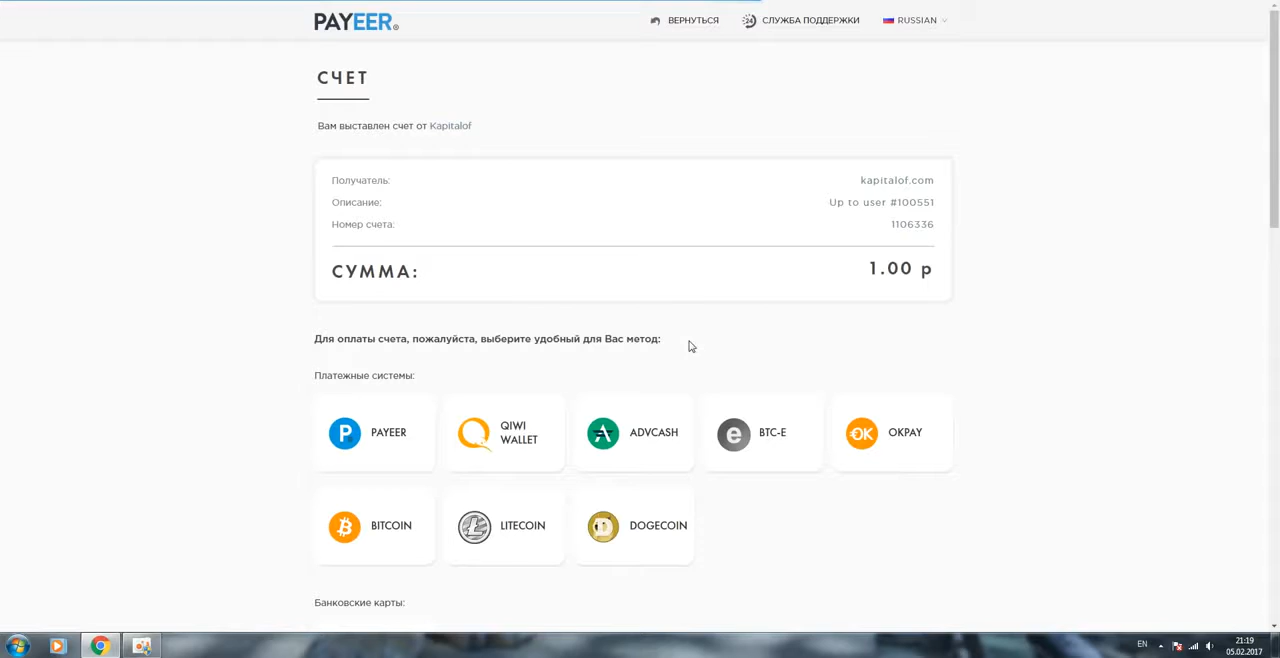 PAYEER®
ВЕРНУТЬСЯ
24 СЛУЖБА ПОДДЕРЖКИ
RUSSIAN
СЧЕТ
Вам выставлен счет от Kapitalof
Получатель: kapitalof.com
Описание: Up to user #100551
Номер счета: 1106336
СУММА: 1.00 р
Для оплаты счета, пожалуйста, выберите удобный для Вас метод:
Платежные системы:
P PAYEER
QIWI
WALLET
ADVCASH
e BTC-E
OK OKPAY
BITCOIN
LITECOIN
DOGECOIN
Банковские карты:
EN
21:19
05.02.2017